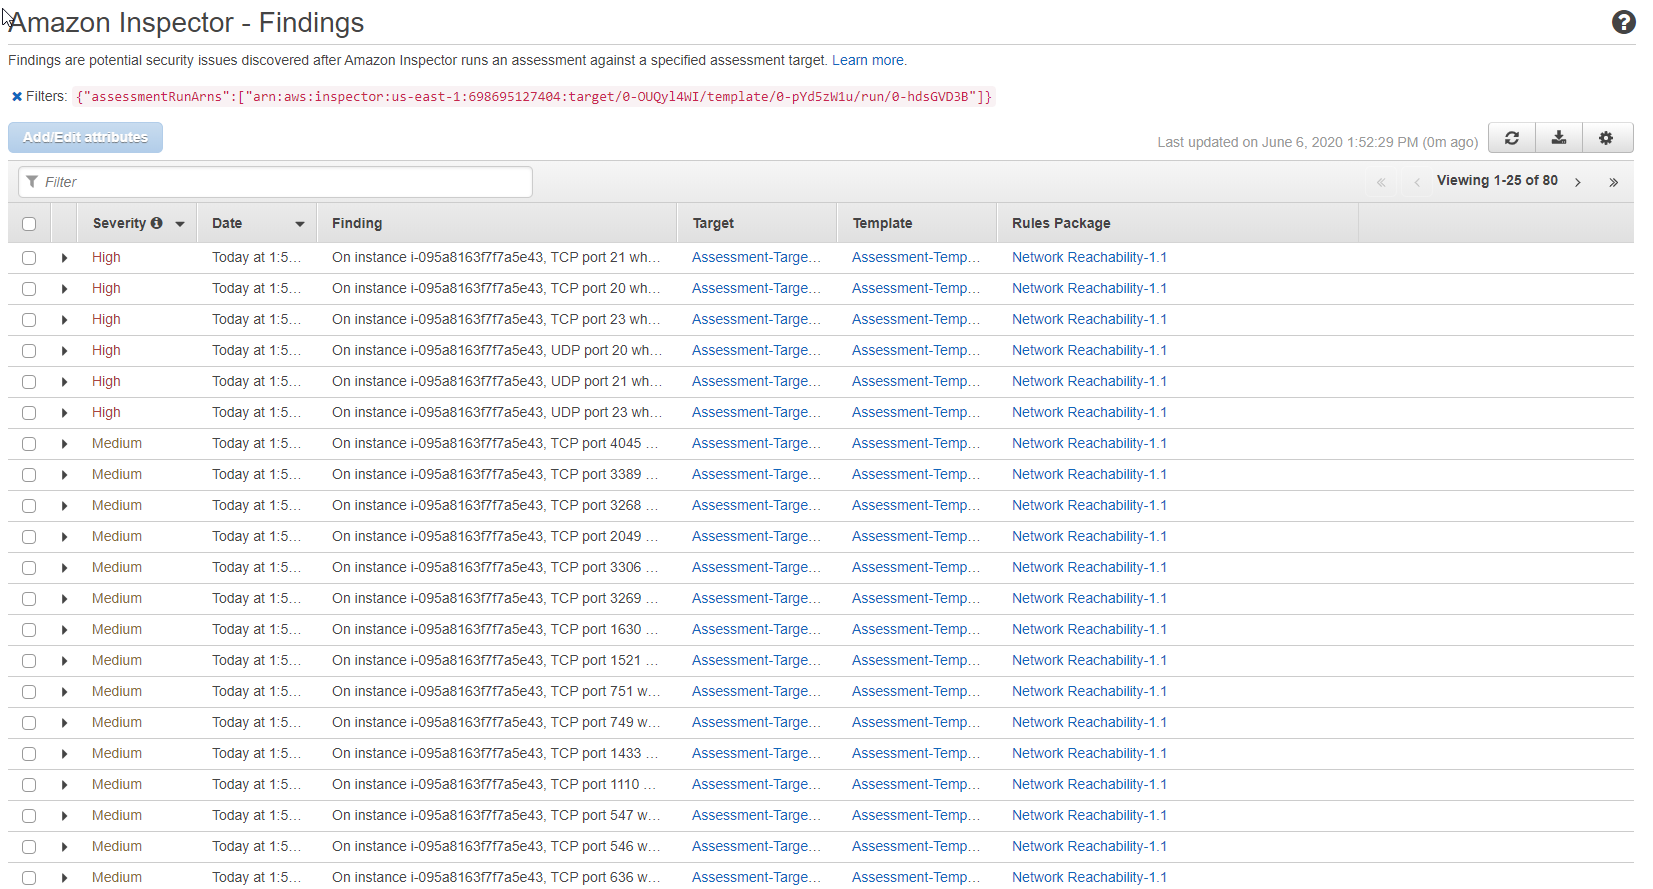 Amazon Inspector - Findings
Findings are potential security issues discovered after Amazon Inspector runs an assessment against a specified assessment target. Learn more.
Filters: {"assessmentRunArns":["arn:aws:inspector:us-east-1:698695127404:target/0-OUQyl4WI/template/0-pYd5zW1u/run/0-hdsGVD3B"]}
Add/Edit attributes
Last updated on June 6, 2020 1:52:29 PM (0m ago)
Filter
Viewing 1-25 of 80
Severity Date Finding Target Template Rules Package
High Today at 1:5... On instance i-095a8163f7f7a5e43, TCP port 21 wh... Assessment-Targe... Assessment-Temp... Network Reachability-1.1
High Today at 1:5... On instance i-095a8163f7f7a5e43, TCP port 20 wh... Assessment-Targe... Assessment-Temp... Network Reachability-1.1
High Today at 1:5... On instance i-095a8163f7f7a5e43, TCP port 23 wh... Assessment-Targe... Assessment-Temp... Network Reachability-1.1
High Today at 1:5... On instance i-095a8163f7f7a5e43, UDP port 20 wh... Assessment-Targe... Assessment-Temp... Network Reachability-1.1
High Today at 1:5... On instance i-095a8163f7f7a5e43, UDP port 21 wh... Assessment-Targe... Assessment-Temp... Network Reachability-1.1
High Today at 1:5... On instance i-095a8163f7f7a5e43, UDP port 23 wh... Assessment-Targe... Assessment-Temp... Network Reachability-1.1
Medium Today at 1:5... On instance i-095a8163f7f7a5e43, TCP port 4045 ... Assessment-Targe... Assessment-Temp... Network Reachability-1.1
Medium Today at 1:5... On instance i-095a8163f7f7a5e43, TCP port 3389 ... Assessment-Targe... Assessment-Temp... Network Reachability-1.1
Medium Today at 1:5... On instance i-095a8163f7f7a5e43, TCP port 3268 ... Assessment-Targe... Assessment-Temp... Network Reachability-1.1
Medium Today at 1:5... On instance i-095a8163f7f7a5e43, TCP port 2049 ... Assessment-Targe... Assessment-Temp... Network Reachability-1.1
Medium Today at 1:5... On instance i-095a8163f7f7a5e43, TCP port 3306 ... Assessment-Targe... Assessment-Temp... Network Reachability-1.1
Medium Today at 1:5... On instance i-095a8163f7f7a5e43, TCP port 3269 ... Assessment-Targe... Assessment-Temp... Network Reachability-1.1
Medium Today at 1:5... On instance i-095a8163f7f7a5e43, TCP port 1630 ... Assessment-Targe... Assessment-Temp... Network Reachability-1.1
Medium Today at 1:5... On instance i-095a8163f7f7a5e43, TCP port 1521 ... Assessment-Targe... Assessment-Temp... Network Reachability-1.1
Medium Today at 1:5... On instance i-095a8163f7f7a5e43, TCP port 751 w... Assessment-Targe... Assessment-Temp... Network Reachability-1.1
Medium Today at 1:5... On instance i-095a8163f7f7a5e43, TCP port 749 w... Assessment-Targe... Assessment-Temp... Network Reachability-1.1
Medium Today at 1:5... On instance i-095a8163f7f7a5e43, TCP port 1433 ... Assessment-Targe... Assessment-Temp... Network Reachability-1.1
Medium Today at 1:5... On instance i-095a8163f7f7a5e43, TCP port 1110 ... Assessment-Targe... Assessment-Temp... Network Reachability-1.1
Medium Today at 1:5... On instance i-095a8163f7f7a5e43, TCP port 547 w... Assessment-Targe... Assessment-Temp... Network Reachability-1.1
Medium Today at 1:5... On instance i-095a8163f7f7a5e43, TCP port 546 w... Assessment-Targe... Assessment-Temp... Network Reachability-1.1
Medium Today at 1:5... On instance i-095a8163f7f7a5e43, TCP port 636 w... Assessment-Targe... Assessment-Temp... Network Reachability-1.1